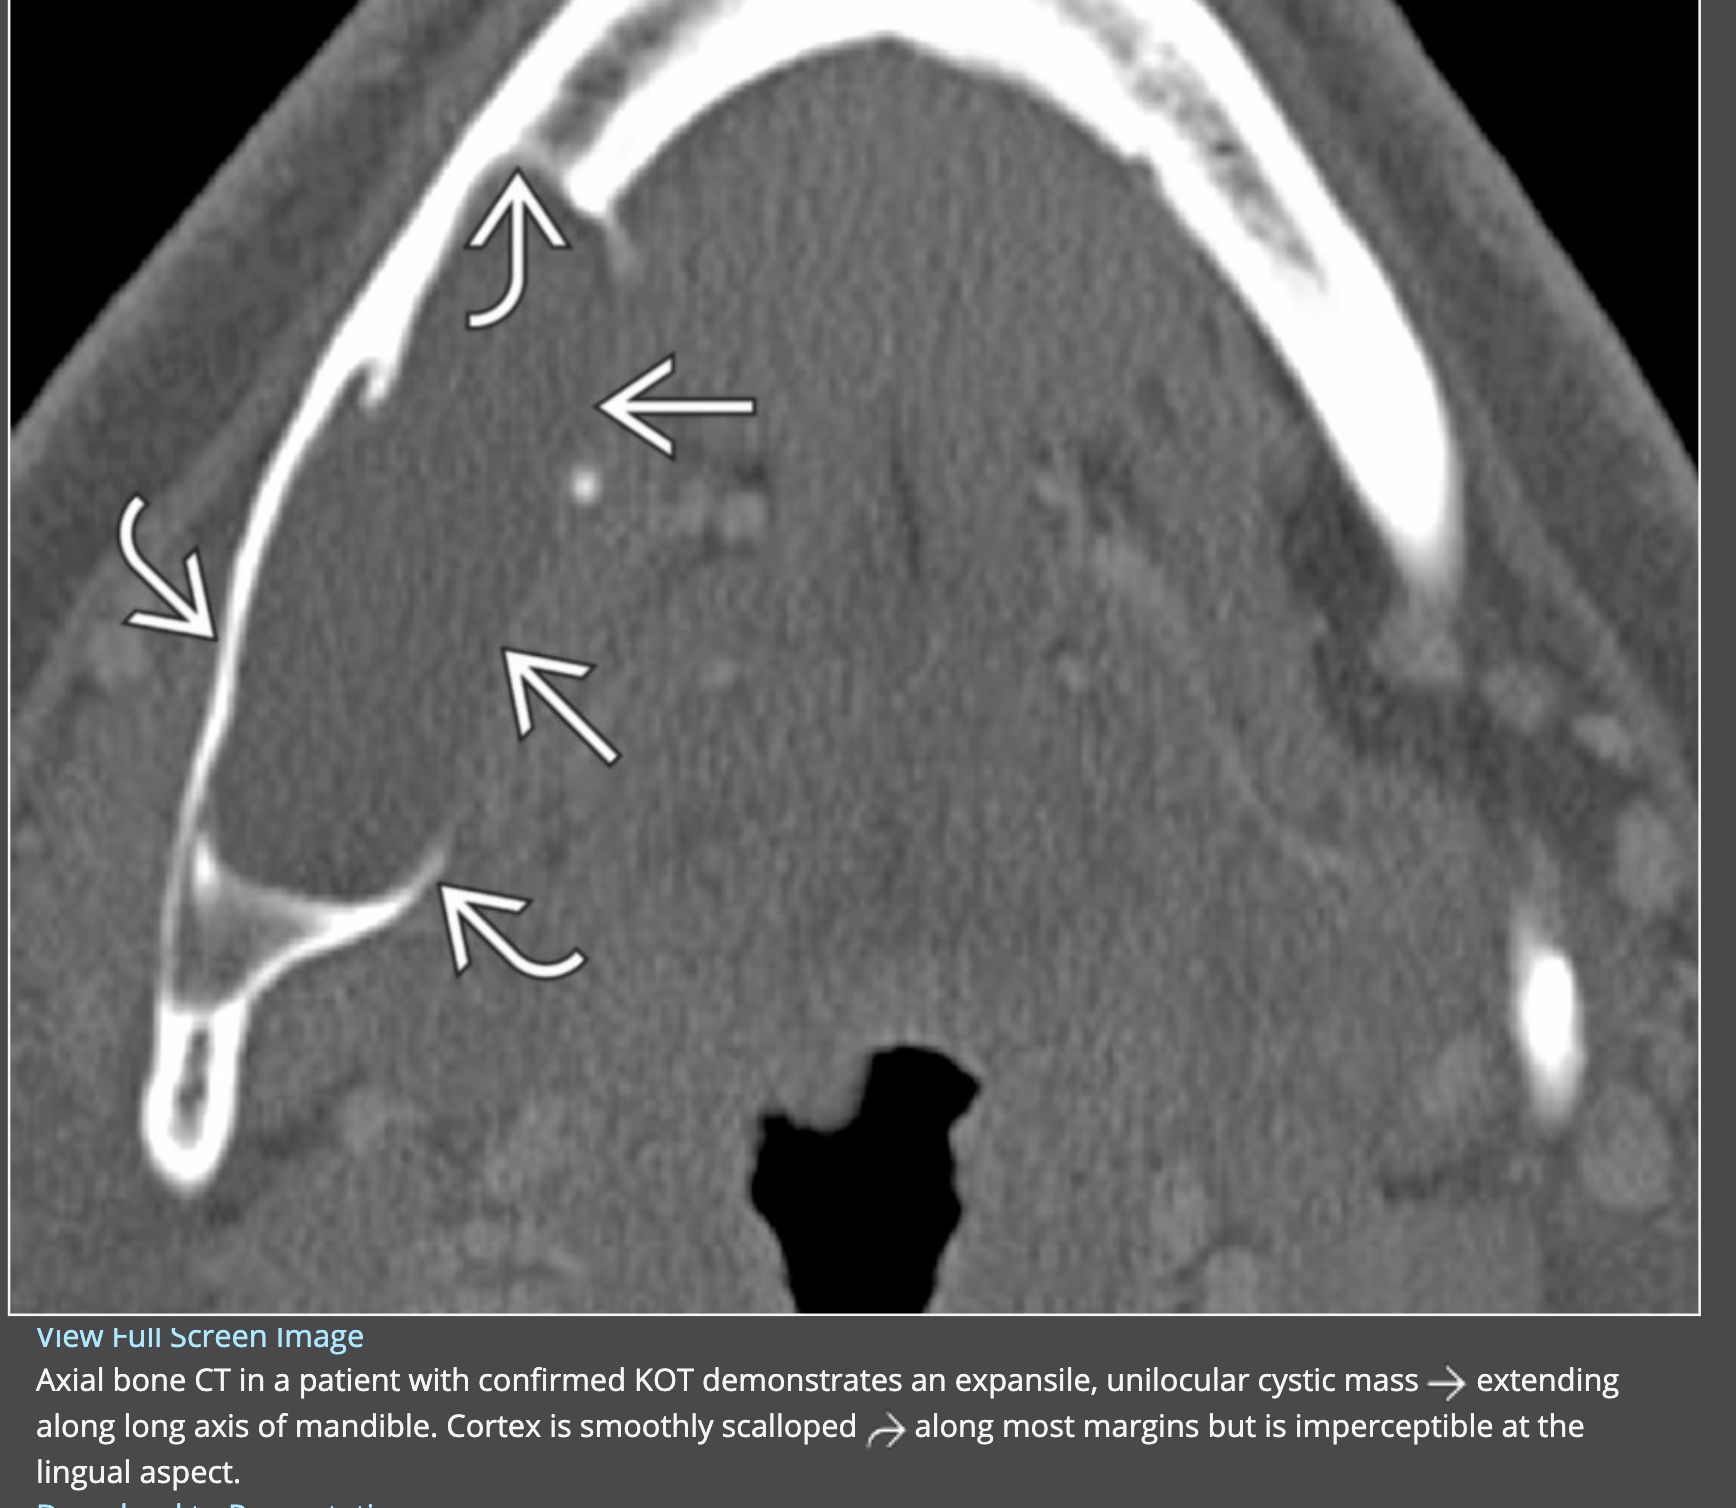 View Full Screen Image
Axial bone CT in a patient with confirmed KOT demonstrates an expansile, unilocular cystic mass extending
along long axis of mandible. Cortex is smoothly scalloped along most margins but is imperceptible at the
lingual aspect.